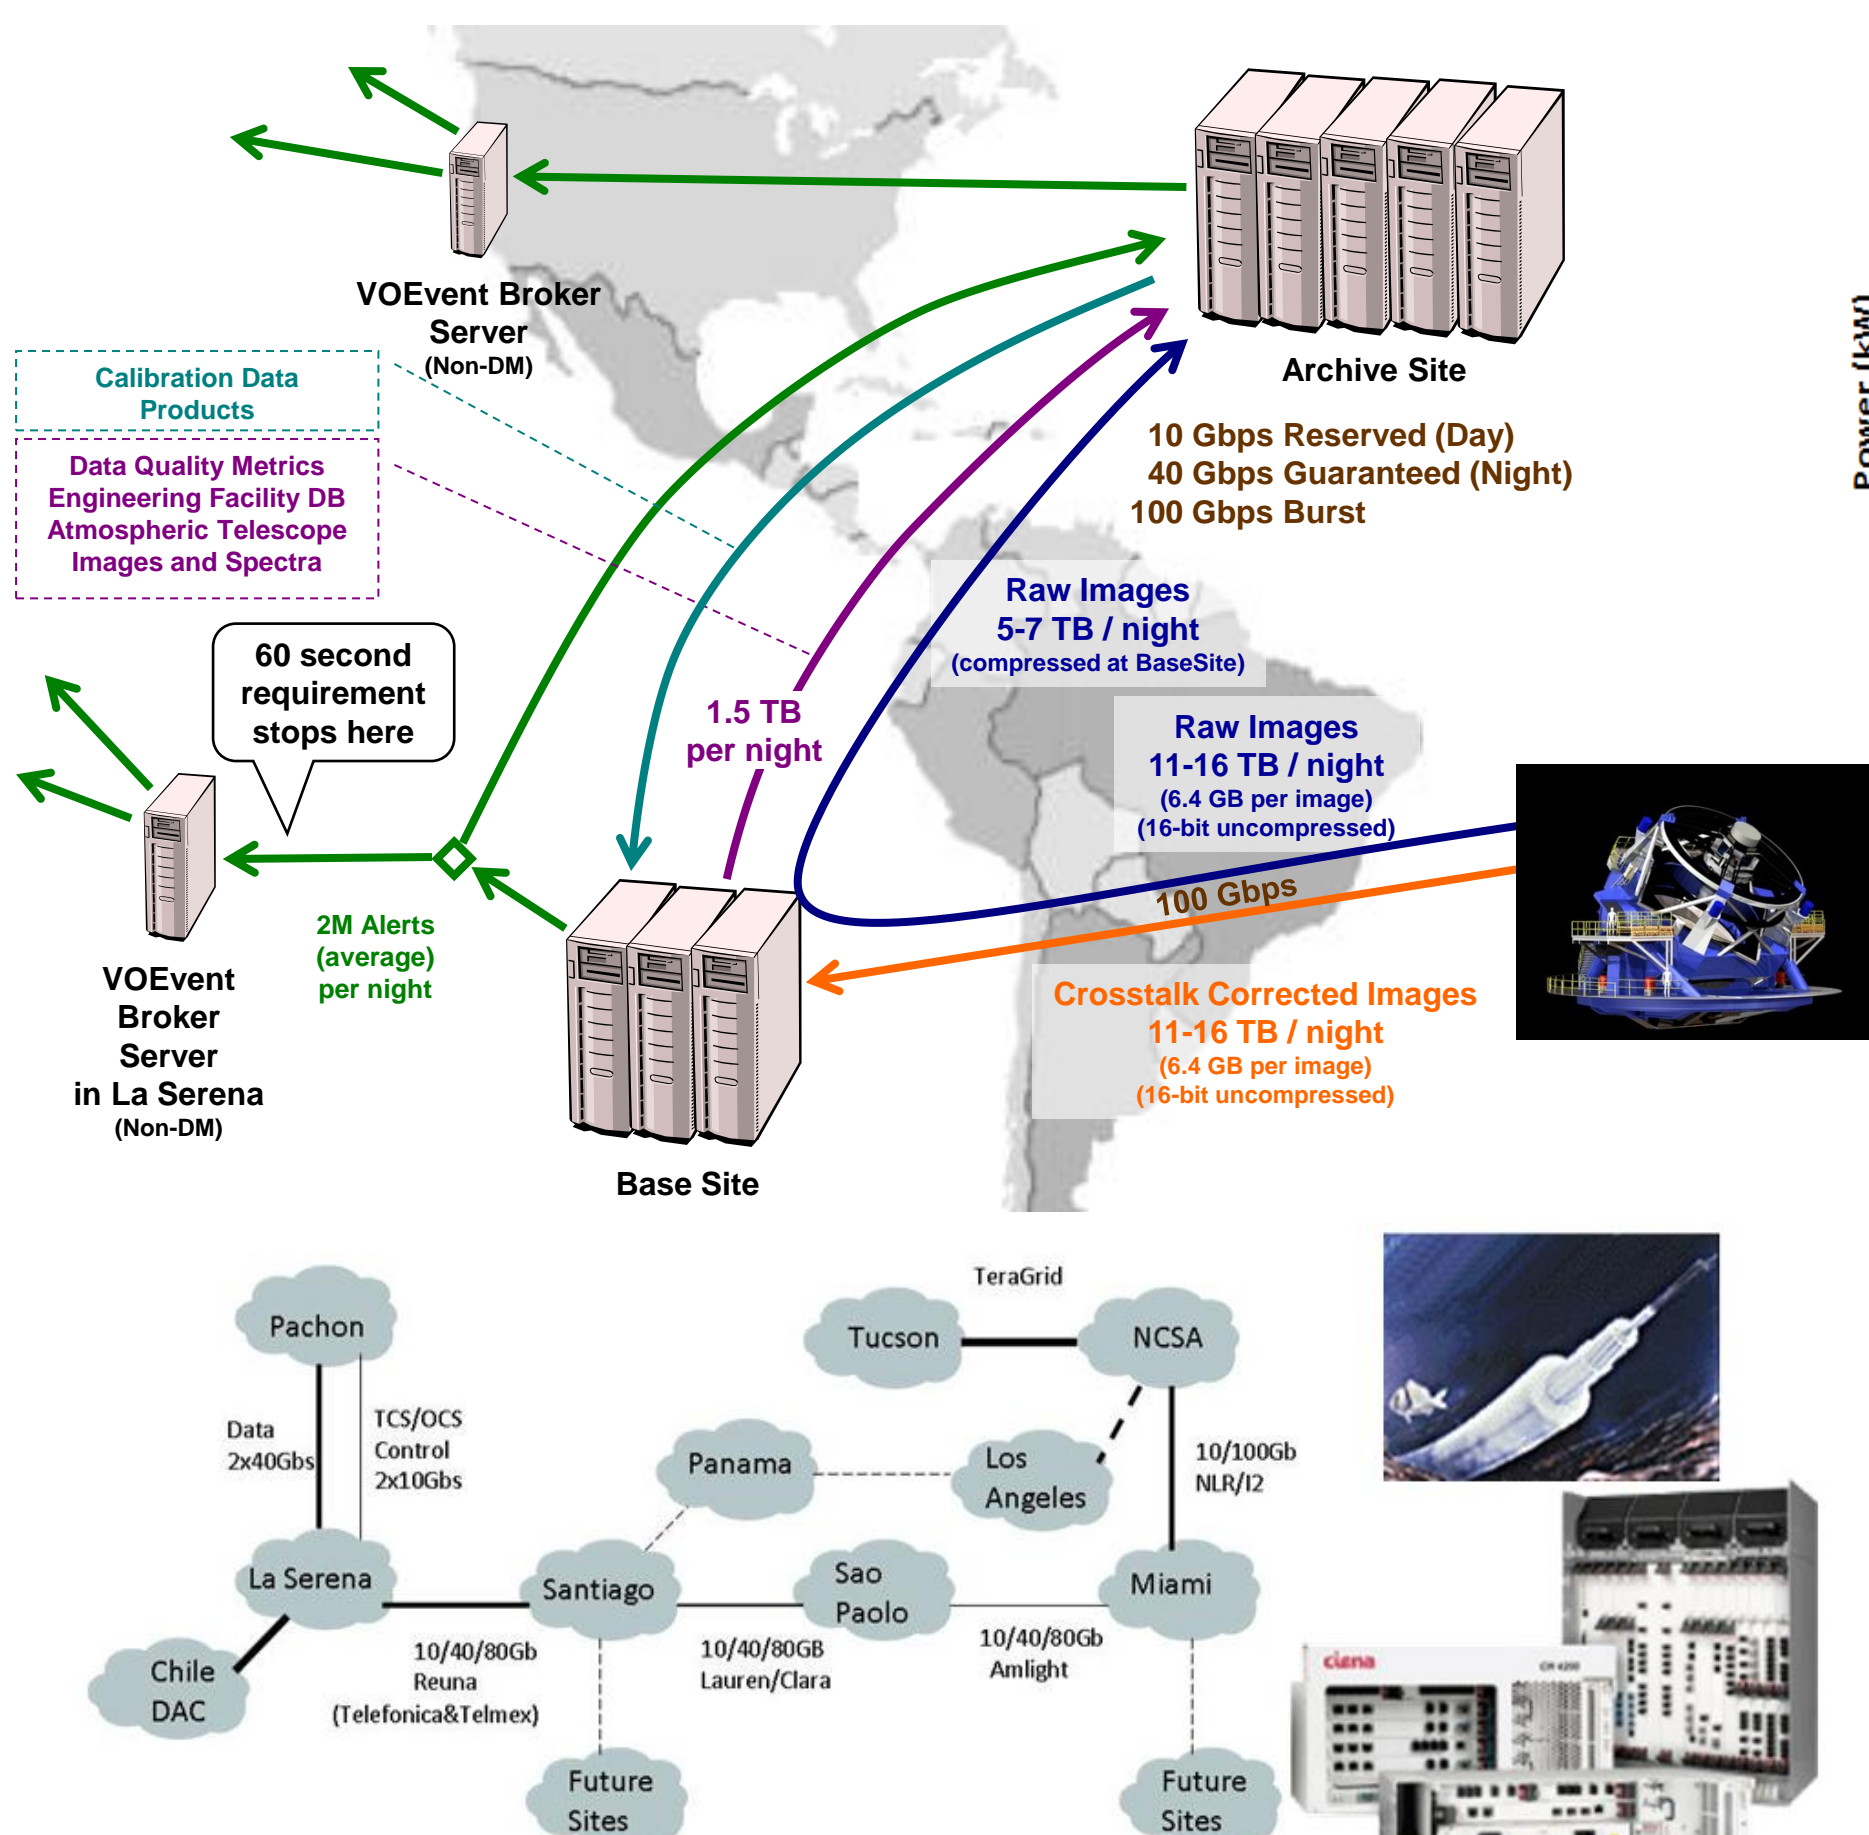 VOEvent Broker
Server
(Non-DM)
Archive Site
10 Gbps Reserved (Day)
40 Gbps Guaranteed (Night)
100 Gbps Burst
Power (kW)
Calibration Data
Products
Data Quality Metrics
Engineering Facility DB
Atmospheric Telescope
Images and Spectra
60 second
requirement
stops here
Raw Images
5-7 TB / night
(compressed at BaseSite)
1.5 TB
per night
Raw Images
11-16 TB / night
(6.4 GB per image)
(16-bit uncompressed)
100 Gbps
2M Alerts
(average)
per night
VOEvent
Broker
Server
in La Serena
(Non-DM)
Crosstalk Corrected Images
11-16 TB / night
(6.4 GB per image)
(16-bit uncompressed)
Base Site
TeraGrid
Pachon
Tucson
NCSA
Data
2x40Gbs
TCS/OCS
Control
2x10Gbs
Panama
Los
Angeles
10/100Gb
NLR/I2
La Serena
Santiago
Sao
Paolo
Miami
Chile
DAC
10/40/80Gb
Reuna
(Telefonica&Telmex)
10/40/80GB
Lauren/Clara
10/40/80Gb
Amlight
Future
Sites
Future
Sites
ciena
CN 4200